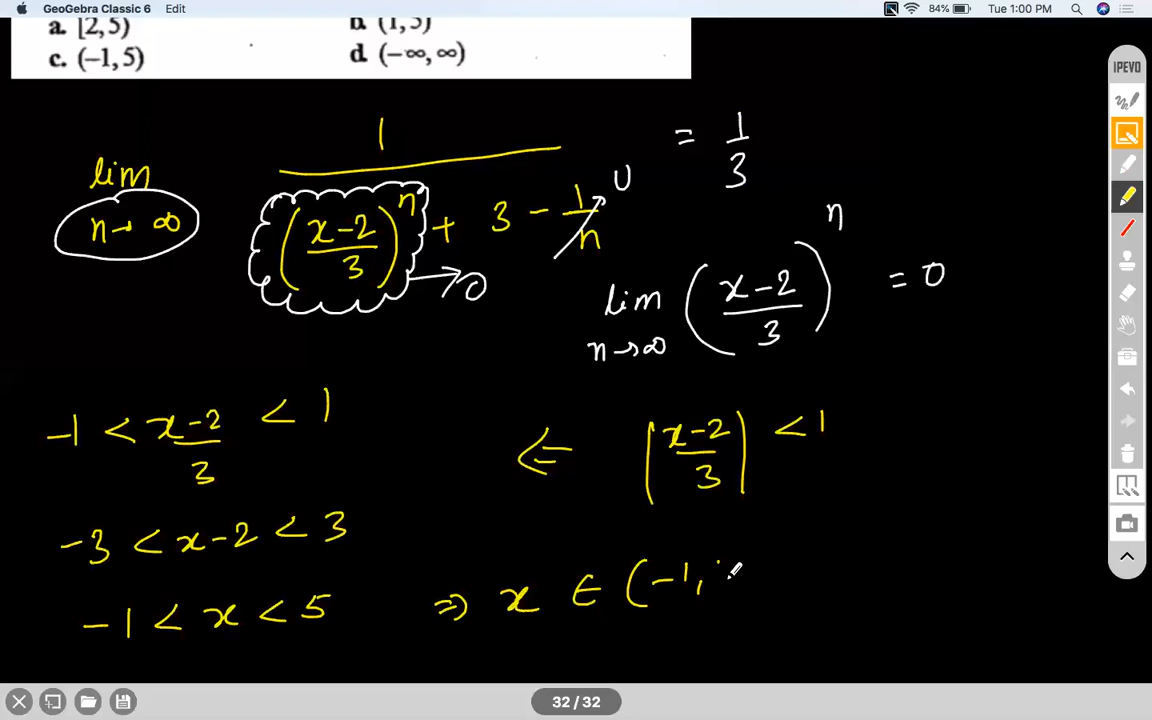 GeoGebra Classic 6 Edit 84% Tue 1:00 PM
a. [2, 5) b. (1, 5)
c. (−1, 5) d. (−∞, ∞)
IPEVO
lim n→∞ 1 / ((x−2)/3)^n + 3 − 1/n = 1/3
→0 0
lim n→∞ ((x−2)/3)^n = 0
−1 < (x−2)/3 < 1 ⇐ |(x−2)/3| < 1
−3 < x−2 < 3
−1 < x < 5 ⇒ x ∈ (−1,
32 / 32